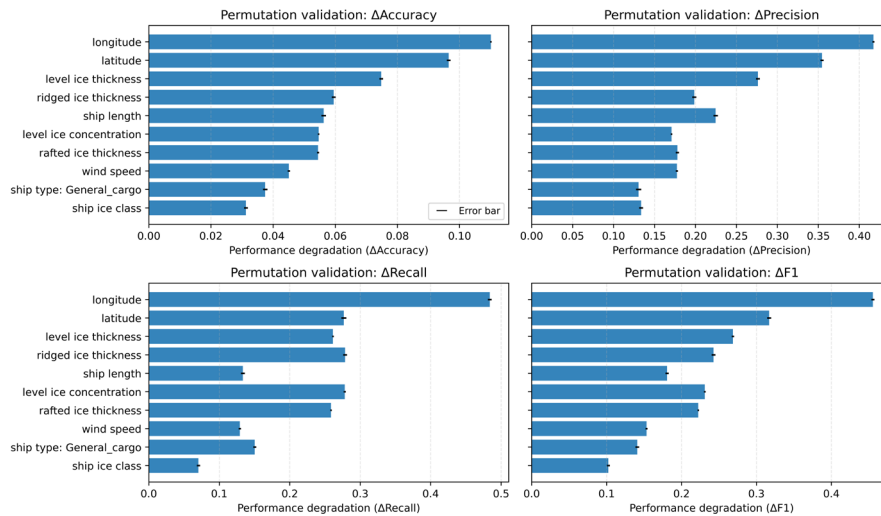 Permutation validation: ΔAccuracy
longitude
latitude
level ice thickness
ridged ice thickness
ship length
level ice concentration
rafted ice thickness
wind speed
ship type: General_cargo
ship ice class
Error bar
0.00 0.02 0.04 0.06 0.08 0.10
Performance degradation (ΔAccuracy)
Permutation validation: ΔPrecision
0.00 0.05 0.10 0.15 0.20 0.25 0.30 0.35 0.40
Performance degradation (ΔPrecision)
Permutation validation: ΔRecall
longitude
latitude
level ice thickness
ridged ice thickness
ship length
level ice concentration
rafted ice thickness
wind speed
ship type: General_cargo
ship ice class
0.0 0.1 0.2 0.3 0.4 0.5
Performance degradation (ΔRecall)
Permutation validation: ΔF1
0.0 0.1 0.2 0.3 0.4
Performance degradation (ΔF1)